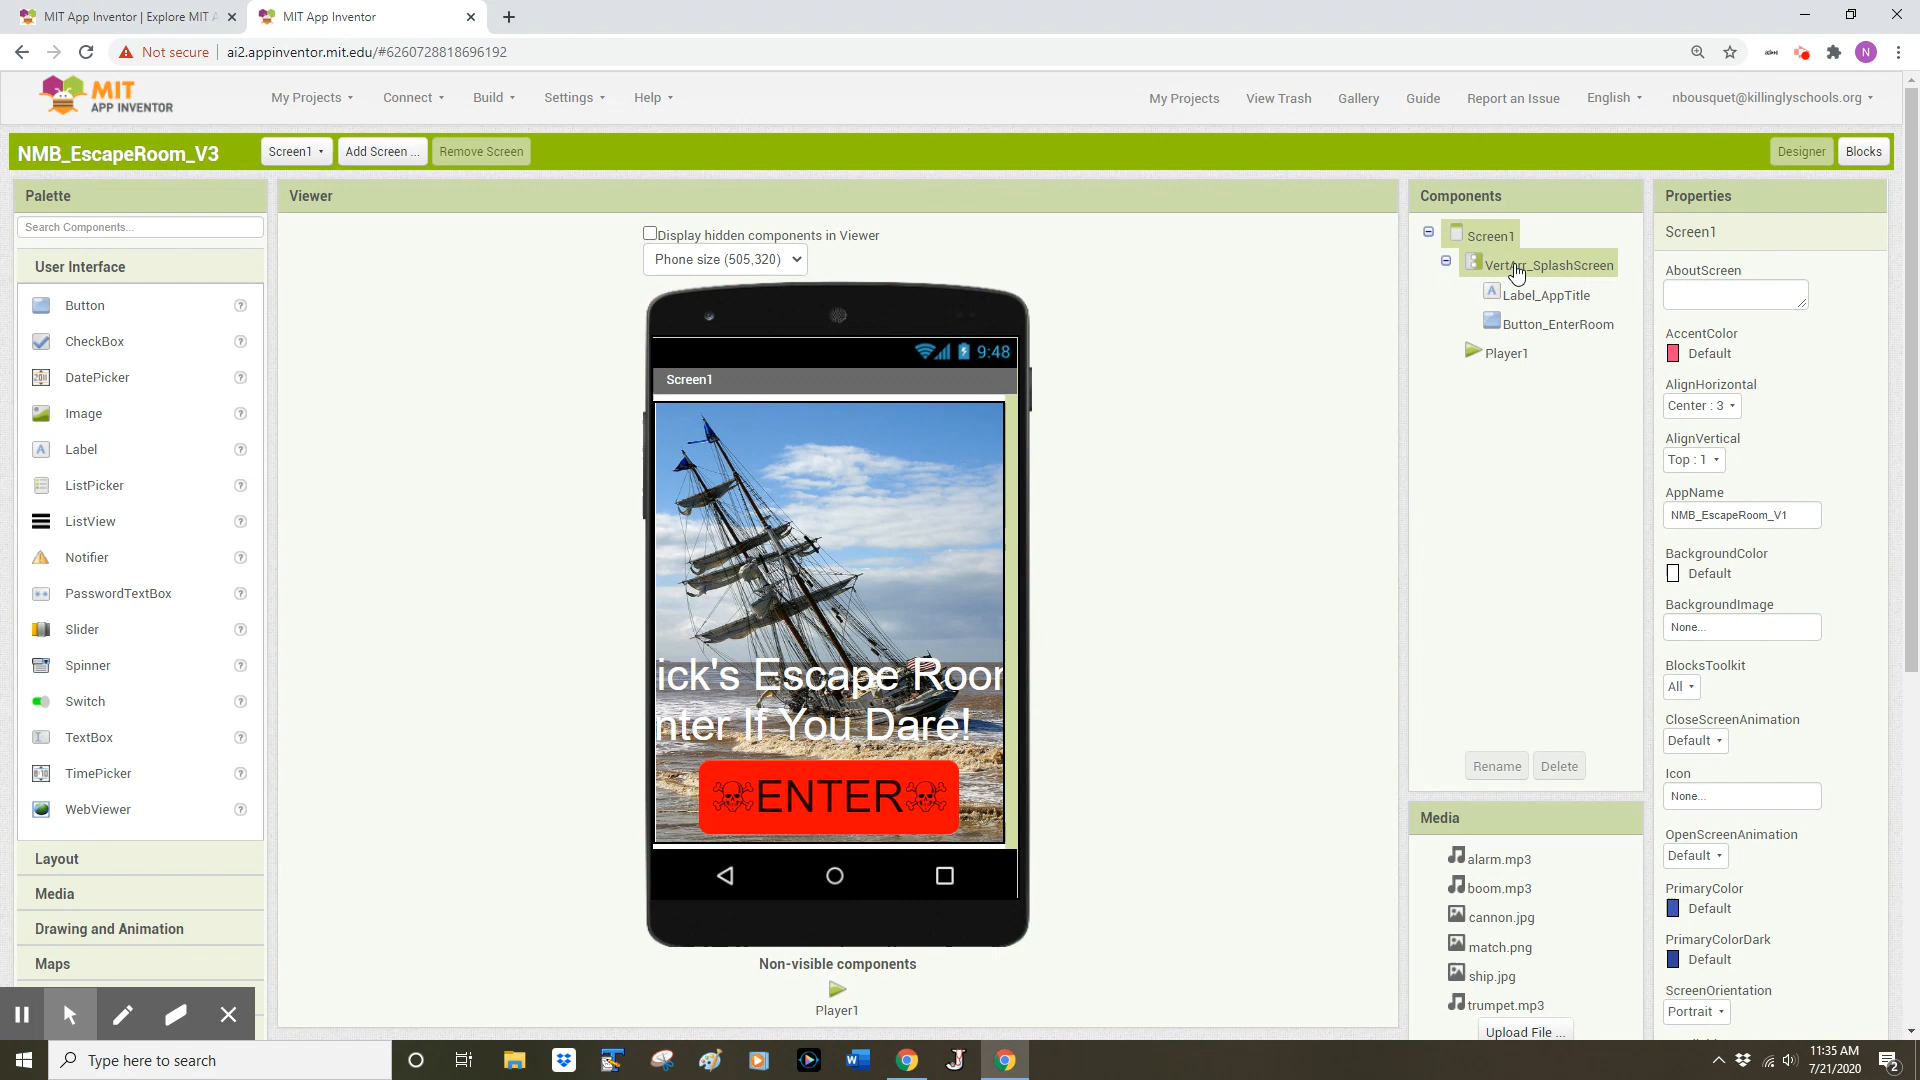 MIT App Inventor | Explore MIT A
MIT App Inventor
Not secure
ai2.appinventor.mit.edu/#6260728818696192
N
MIT
APP INVENTOR
My Projects
Connect
Build
Settings
Help
My Projects
View Trash
Gallery
Guide
Report an Issue
English
nbousquet@killinglyschools.org
NMB_EscapeRoom_V3
Screen1
Add Screen ...
Remove Screen
Designer
Blocks
Palette
Search Components...
User Interface
Button
CheckBox
DatePicker
Image
Label
ListPicker
ListView
Notifier
PasswordTextBox
Slider
Spinner
Switch
TextBox
TimePicker
WebViewer
Layout
Media
Drawing and Animation
Maps
Viewer
Display hidden components in Viewer
Phone size (505,320)
9:48
Screen1
ick's Escape Roor
nter If You Dare!
☠ENTER☠
Non-visible components
Player1
Components
Screen1
VertArr_SplashScreen
Label_AppTitle
Button_EnterRoom
Player1
Rename
Delete
Media
alarm.mp3
boom.mp3
cannon.jpg
match.png
ship.jpg
trumpet.mp3
Upload File ...
Properties
Screen1
AboutScreen
AccentColor
Default
AlignHorizontal
Center : 3
AlignVertical
Top : 1
AppName
NMB_EscapeRoom_V1
BackgroundColor
Default
BackgroundImage
None...
BlocksToolkit
All
CloseScreenAnimation
Default
Icon
None...
OpenScreenAnimation
Default
PrimaryColor
Default
PrimaryColorDark
Default
ScreenOrientation
Portrait
Type here to search
11:35 AM
7/21/2020
2